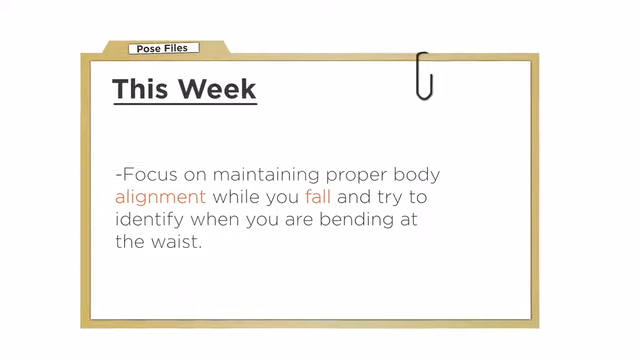 Pose Files
This Week
-Focus on maintaining proper body
alignment while you fall and try to
identify when you are bending at
the waist.